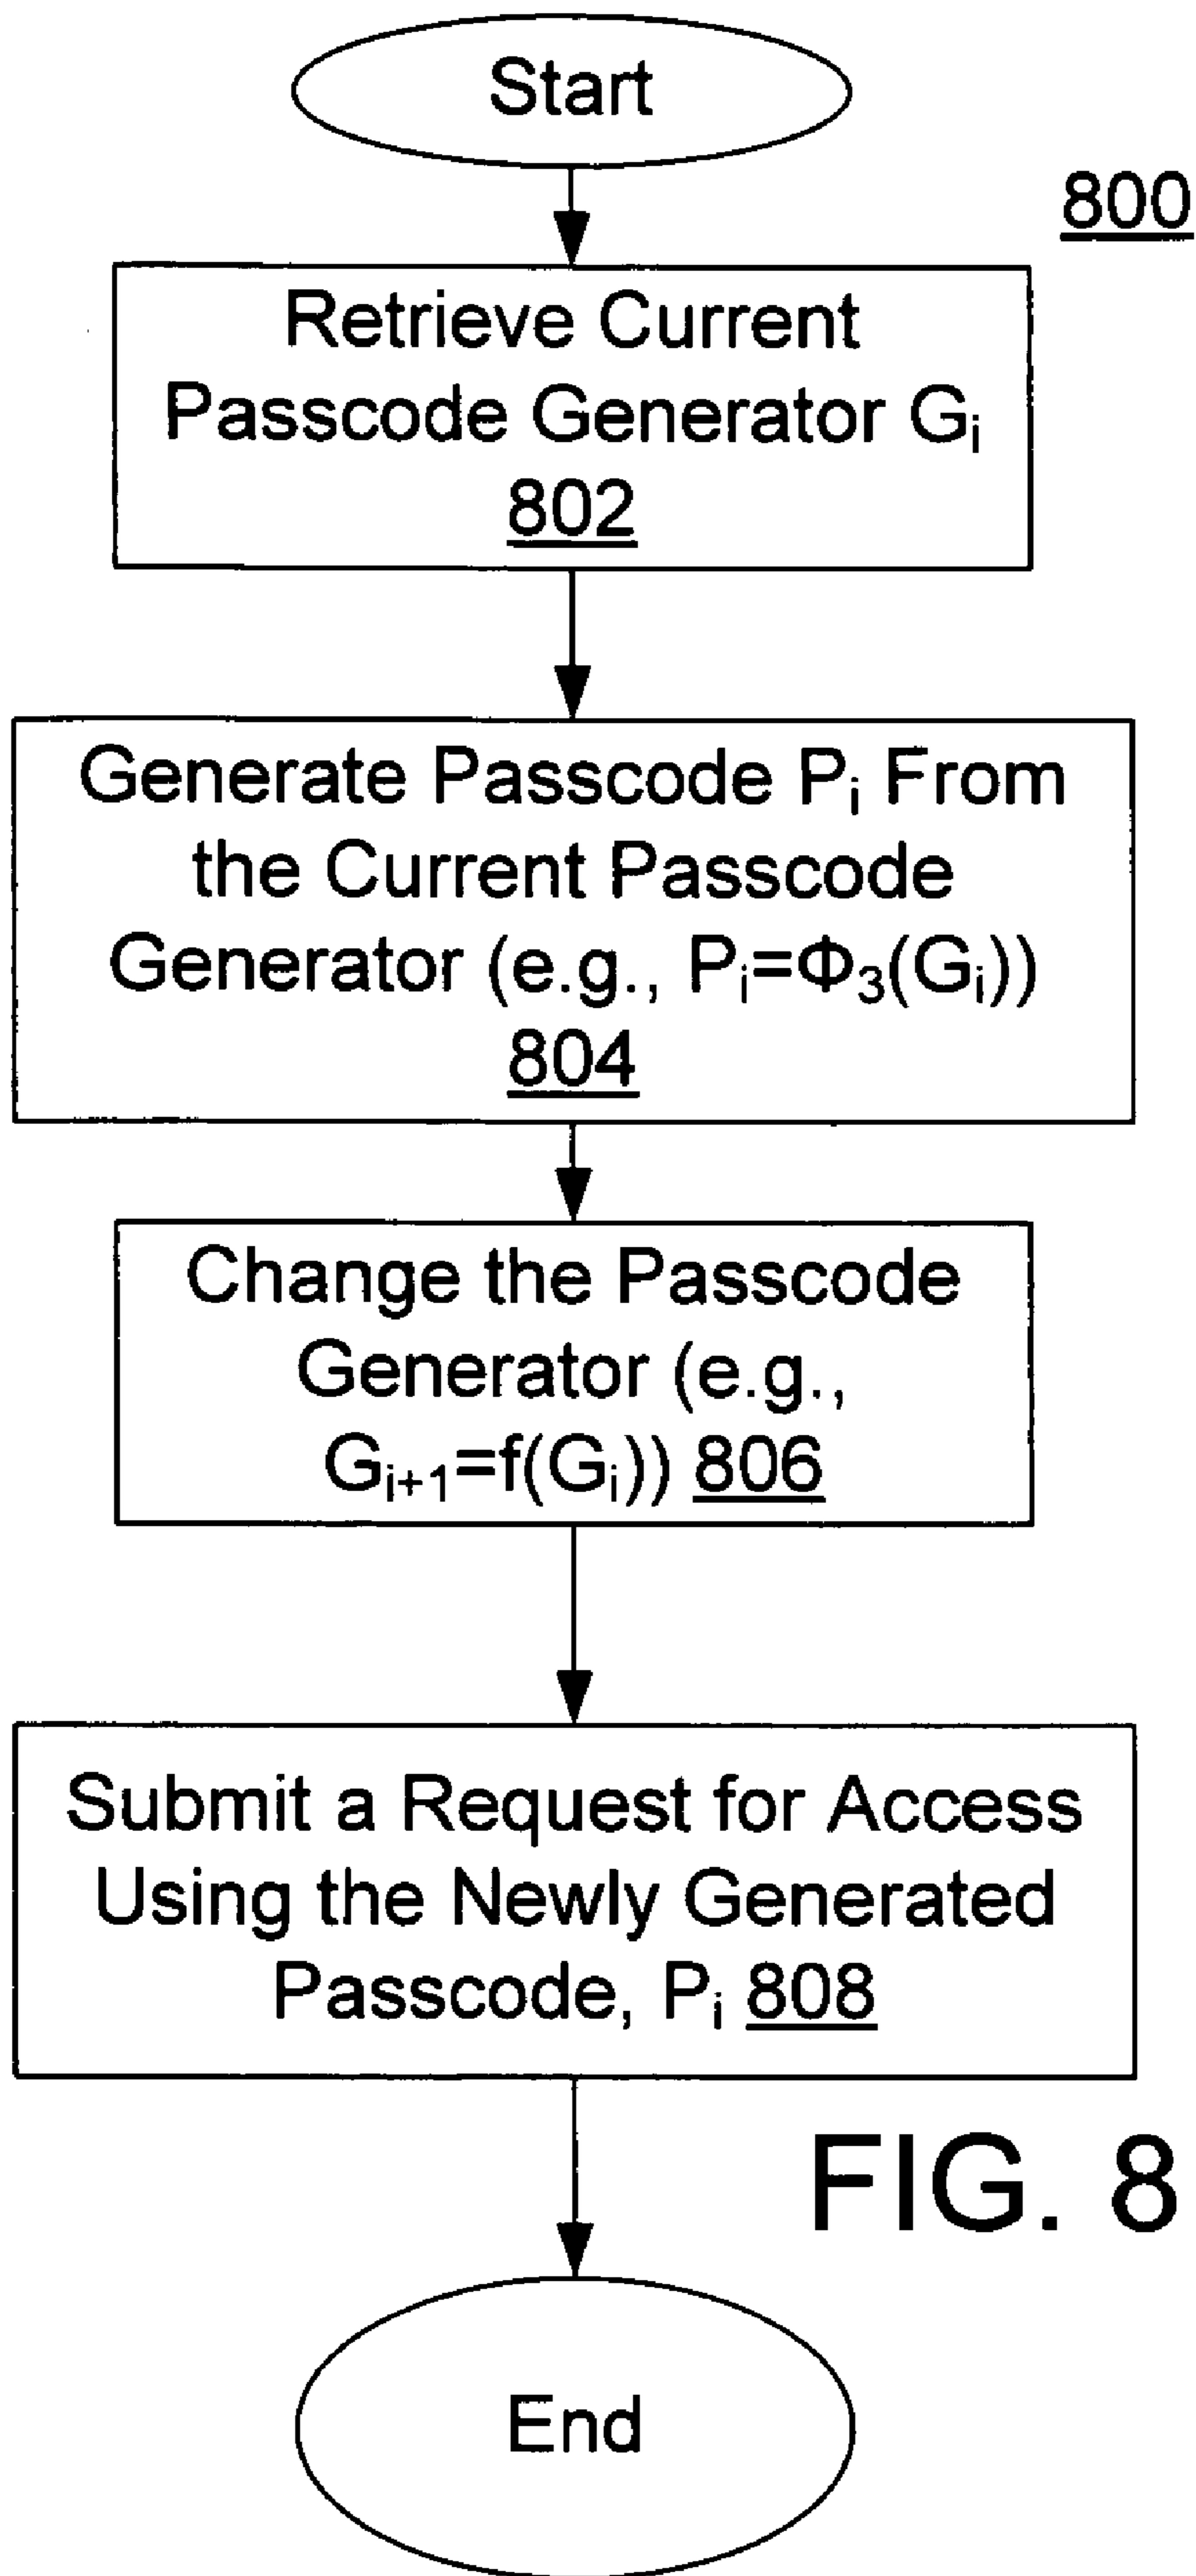 Start
800
Retrieve Current
Passcode Generator Gᵢ
802
Generate Passcode Pᵢ From
the Current Passcode
Generator (e.g., Pᵢ=Φ₃(Gᵢ))
804
Change the Passcode
Generator (e.g.,
Gᵢ₊₁=f(Gᵢ)) 806
Submit a Request for Access
Using the Newly Generated
Passcode, Pᵢ 808
FIG. 8
End